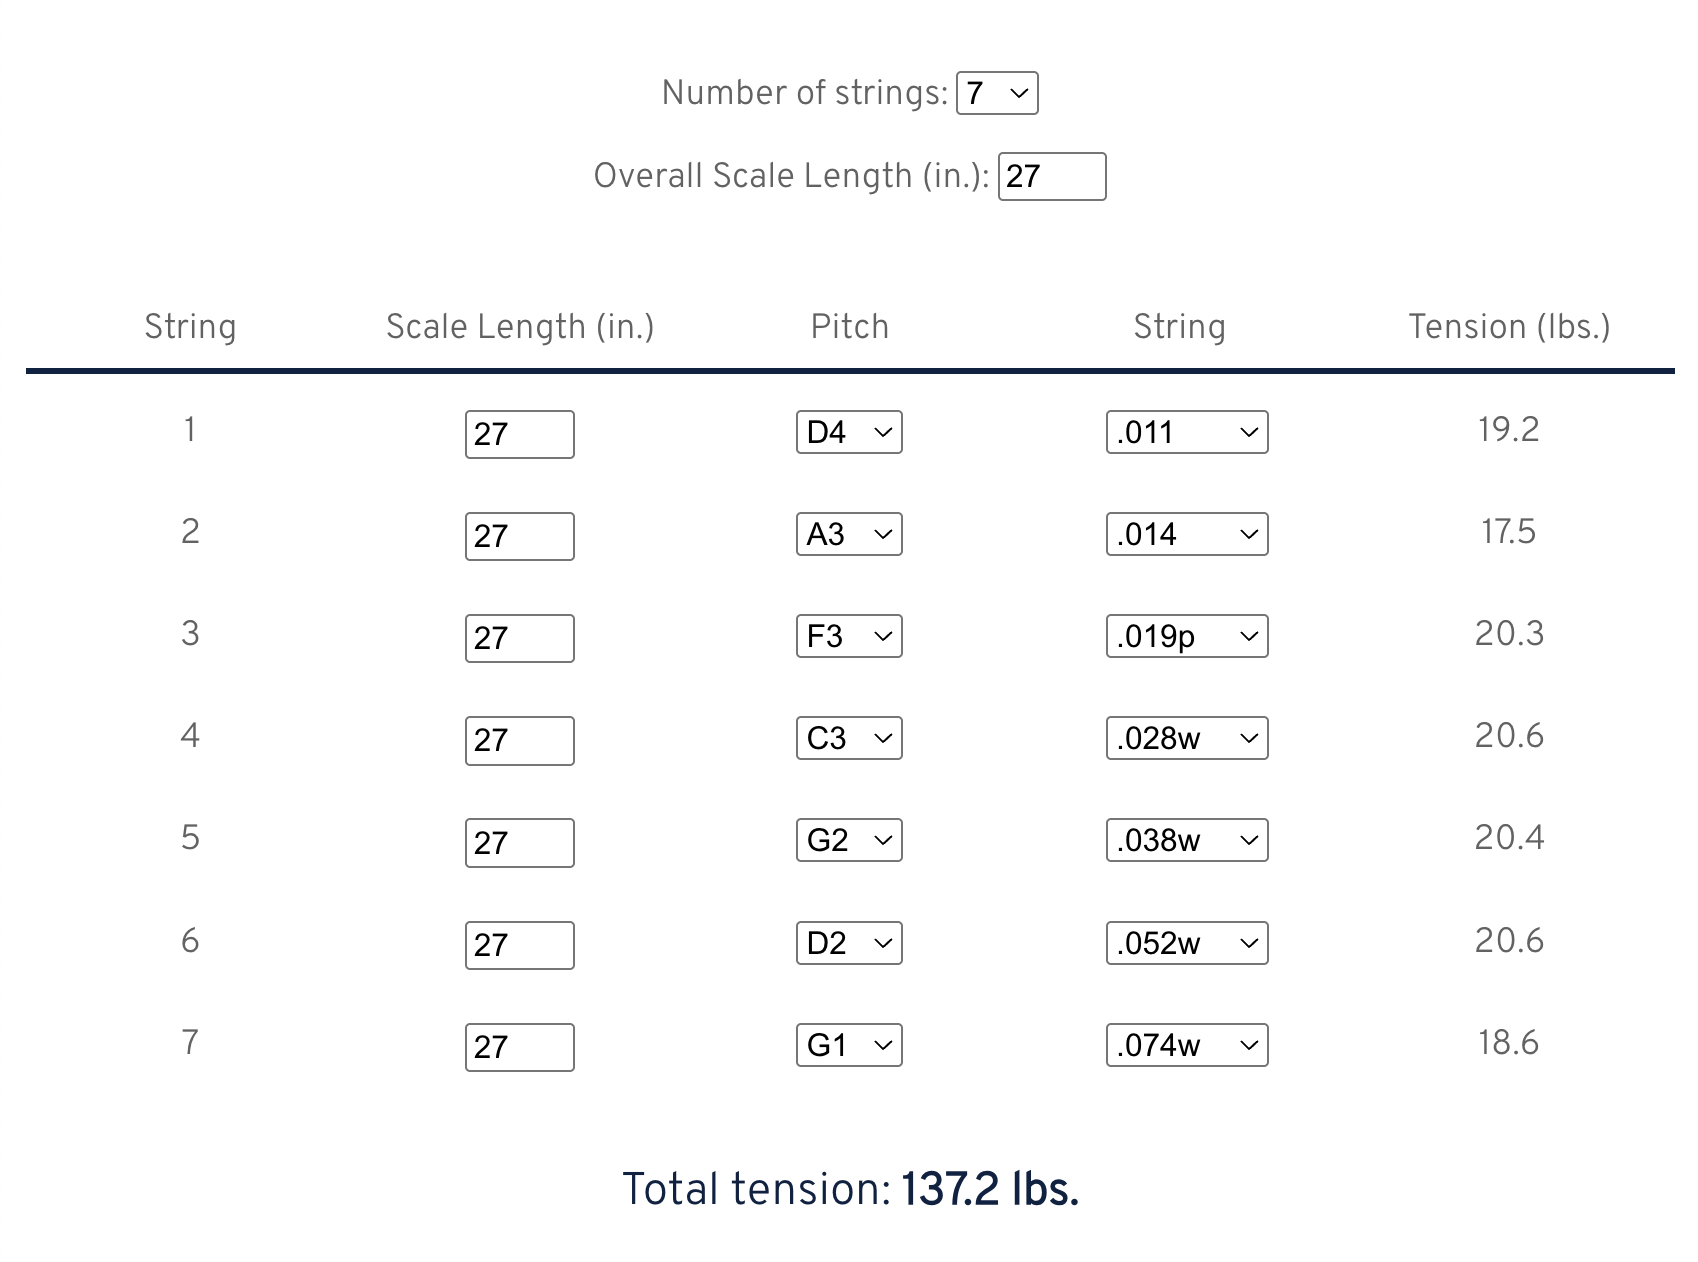 Number of strings: 7
Overall Scale Length (in.): 27
String Scale Length (in.) Pitch String Tension (lbs.)
1 27 D4 .011 19.2
2 27 A3 .014 17.5
3 27 F3 .019p 20.3
4 27 C3 .028w 20.6
5 27 G2 .038w 20.4
6 27 D2 .052w 20.6
7 27 G1 .074w 18.6
Total tension: 137.2 lbs.